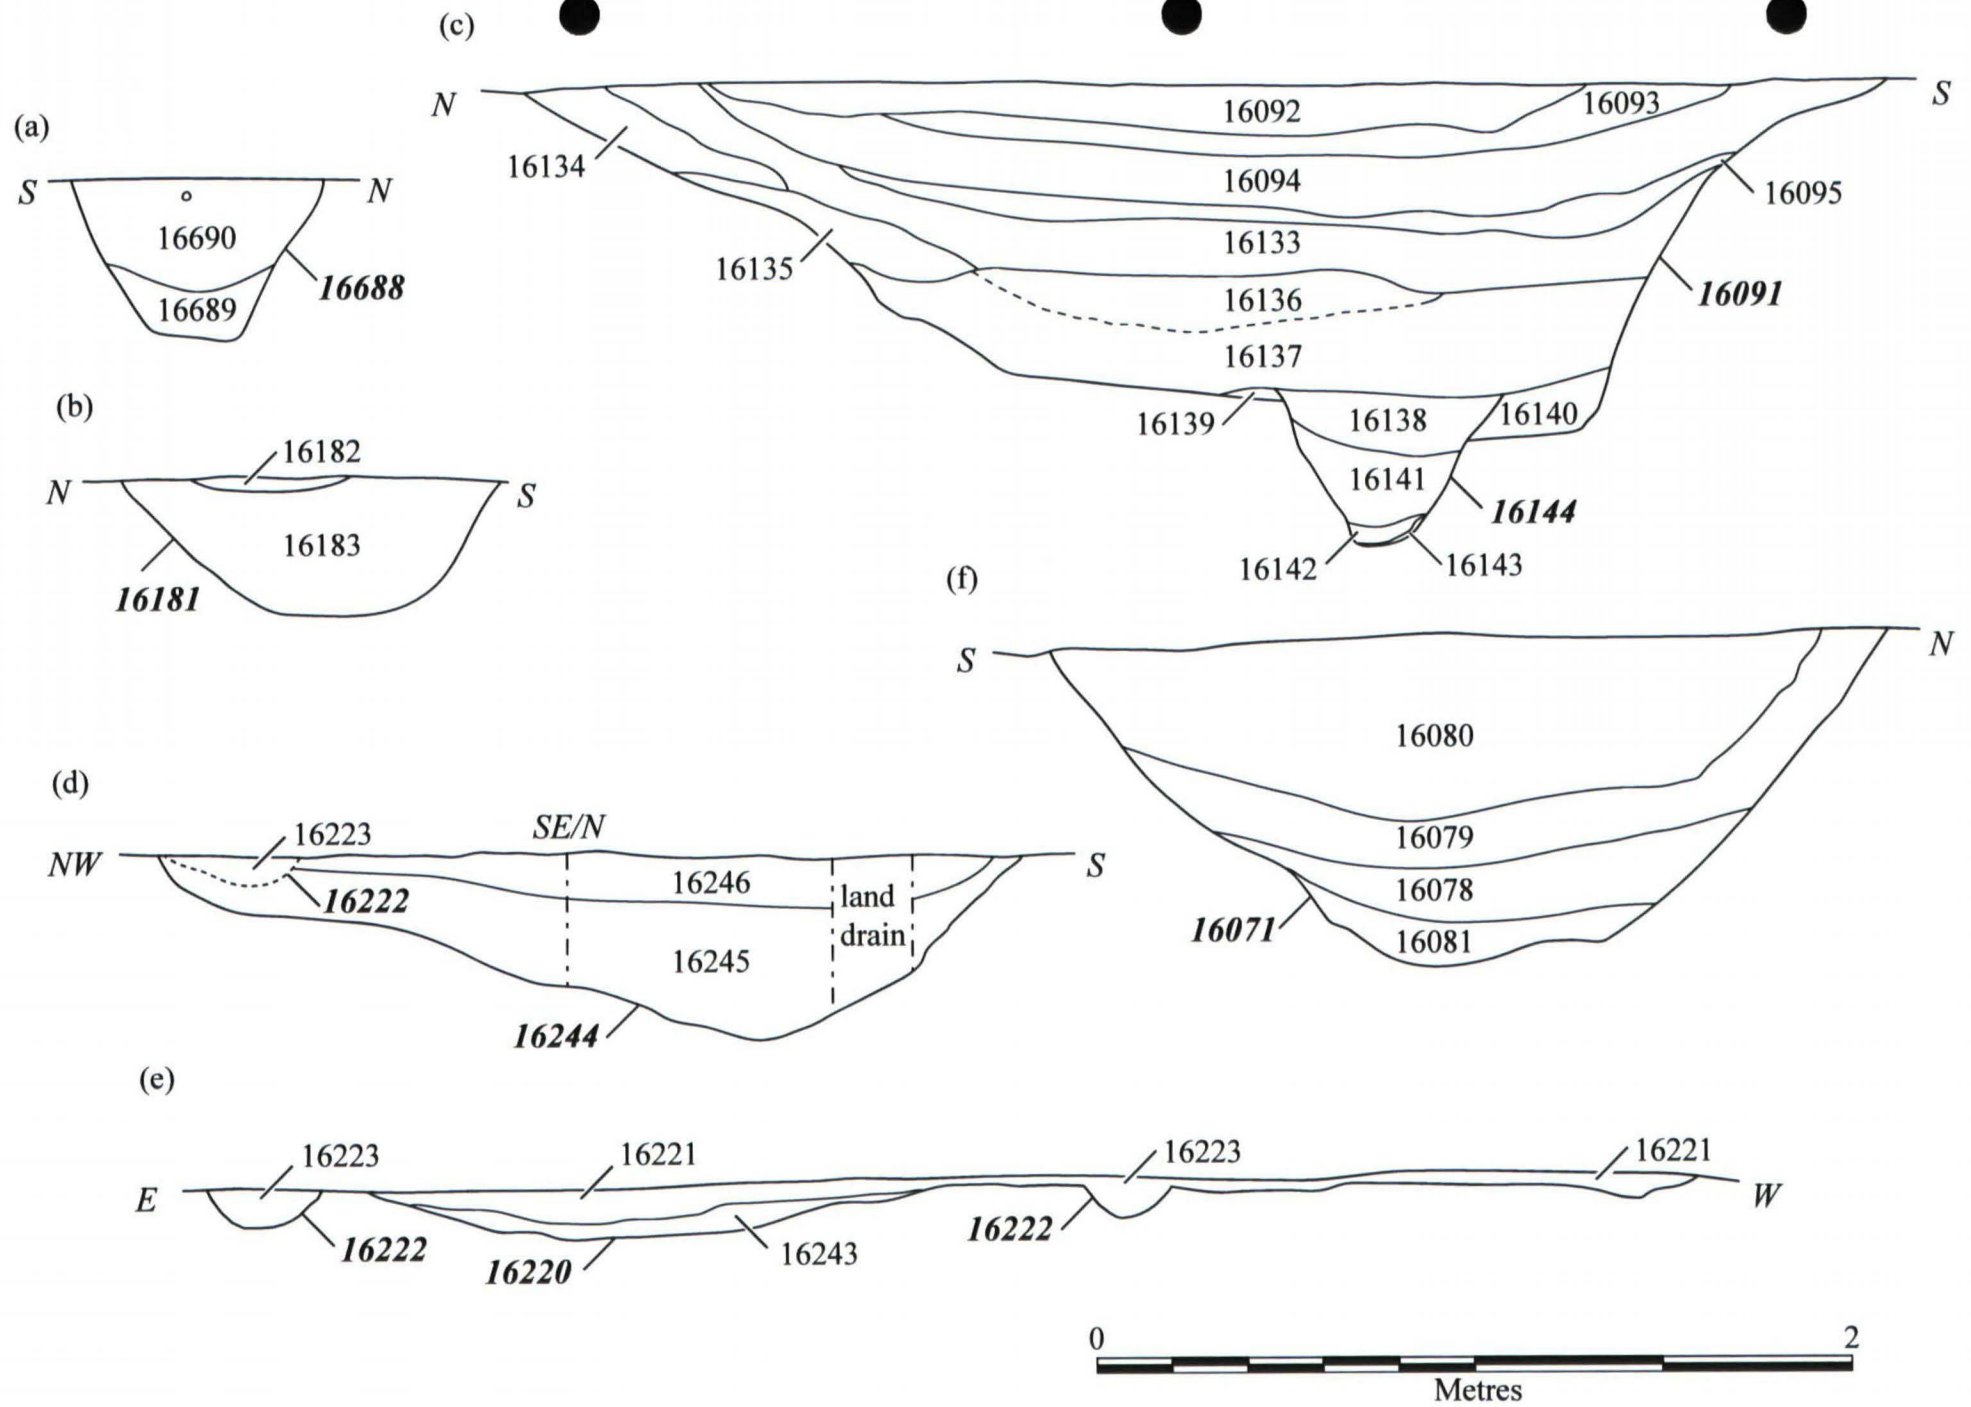 (a)
S
N
16690
16689
16688
(b)
N
S
16182
16183
16181
(c)
N
S
16092
16093
16134
16094
16095
16133
16135
16136
16091
16137
16139
16138
16140
16141
16144
16142
16143
(d)
NW
SE/N
S
16223
16222
16246
land
drain
16245
16244
(e)
E
W
16223
16221
16223
16221
16222
16220
16243
16222
(f)
S
N
16080
16079
16078
16071
16081
0 2
Metres